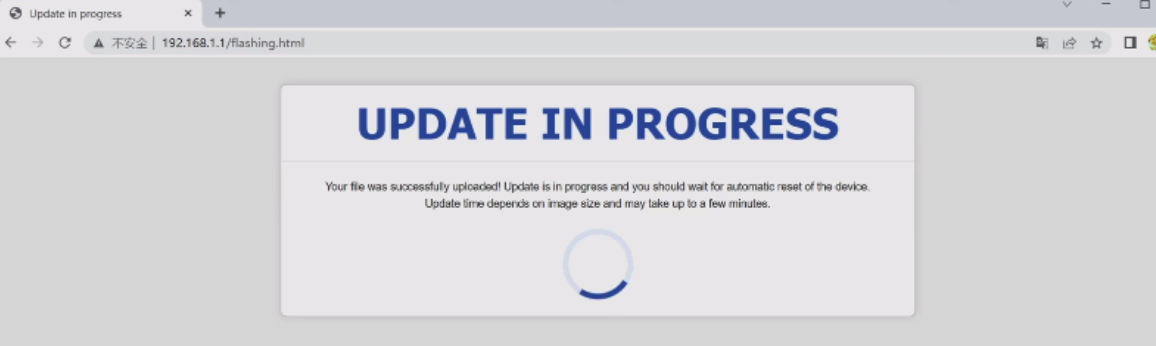 Update in progress
不安全 | 192.168.1.1/flashing.html
UPDATE IN PROGRESS
Your file was successfully uploaded! Update is in progress and you should wait for automatic reset of the device.
Update time depends on image size and may take up to a few minutes.